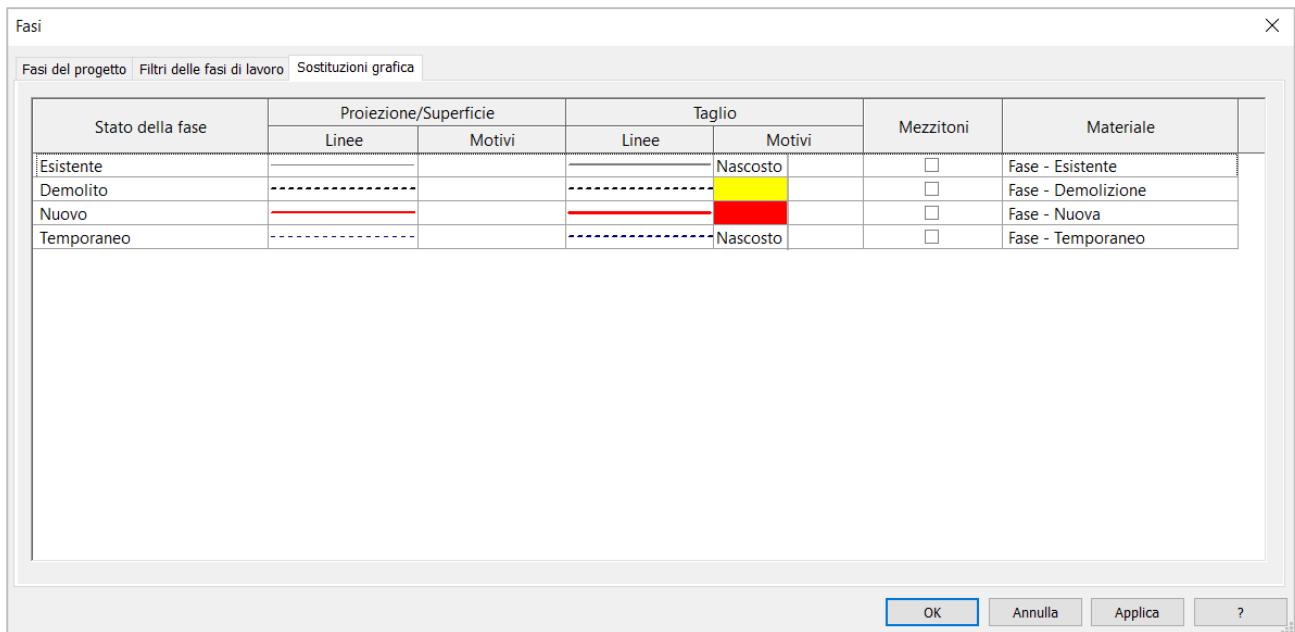 Fasi
Fasi del progetto Filtri delle fasi di lavoro Sostituzioni grafica
Stato della fase Proiezione/Superficie Taglio Mezzitoni Materiale
Linee Motivi Linee Motivi
Esistente Nascosto Fase - Esistente
Demolito Fase - Demolizione
Nuovo Fase - Nuova
Temporaneo Nascosto Fase - Temporaneo
OK Annulla Applica ?